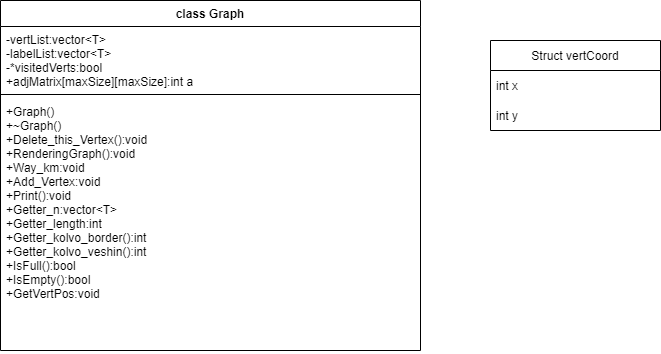 class Graph
-vertList:vector<T>
-labelList:vector<T>
-*visitedVerts:bool
+adjMatrix[maxSize][maxSize]:int a
+Graph()
+~Graph()
+Delete_this_Vertex():void
+RenderingGraph():void
+Way_km:void
+Add_Vertex:void
+Print():void
+Getter_n:vector<T>
+Getter_length:int
+Getter_kolvo_border():int
+Getter_kolvo_veshin():int
+IsFull():bool
+IsEmpty():bool
+GetVertPos:void
Struct vertCoord
int x
int y